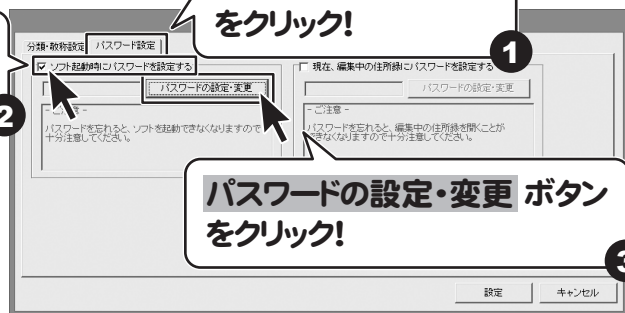 をクリック!
1
分類・敬称設定
パスワード設定
ソフト起動時にパスワードを設定する
現在、編集中の住所録にパスワードを設定する
2
パスワードの設定・変更
パスワードの設定・変更
- ご注意 -
- ご注意 -
パスワードを忘れると、ソフトを起動できなくなりますので
十分注意してください。
パスワードを忘れると、編集中の住所録を開くことが
できなくなりますので十分注意してください。
パスワードの設定・変更 ボタン
をクリック!
3
設定
キャンセル